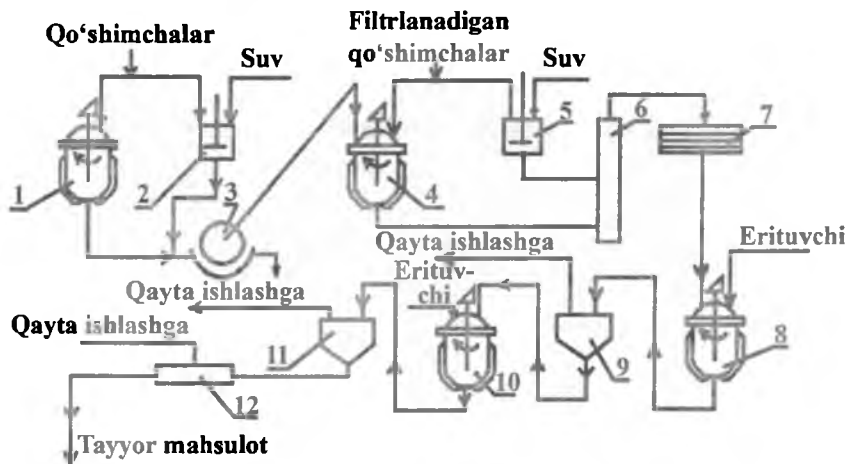 Qo‘shimchalar
Suv
Filtrlanadigan
qo‘shimchalar
Suv
1
2
3
4
5
6
7
Qayta ishlashga
Erituvchi
Erituv-
chi
Qayta ishlashga
Qayta ishlashga
8
9
10
11
12
Tayyor mahsulot